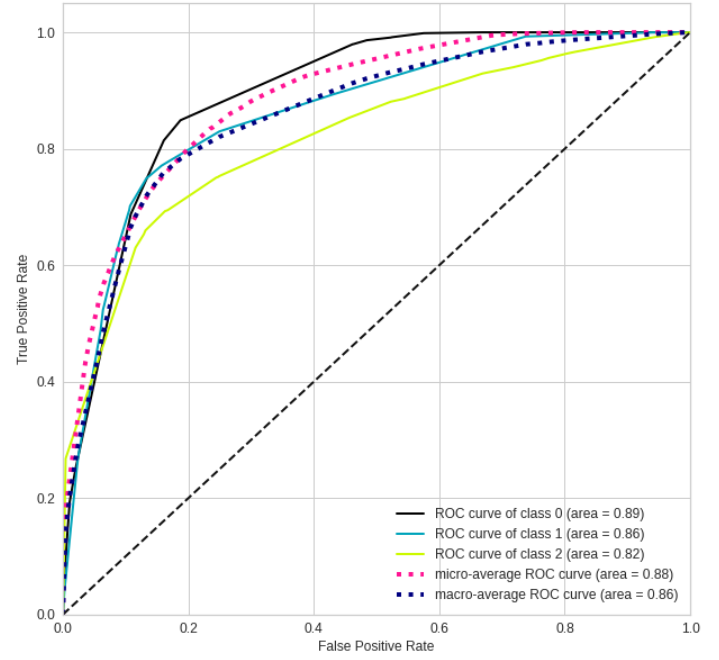 1.0
0.8
0.6
0.4
0.2
0.0
True Positive Rate
ROC curve of class 0 (area = 0.89)
ROC curve of class 1 (area = 0.86)
ROC curve of class 2 (area = 0.82)
micro-average ROC curve (area = 0.88)
macro-average ROC curve (area = 0.86)
0.0 0.2 0.4 0.6 0.8 1.0
False Positive Rate